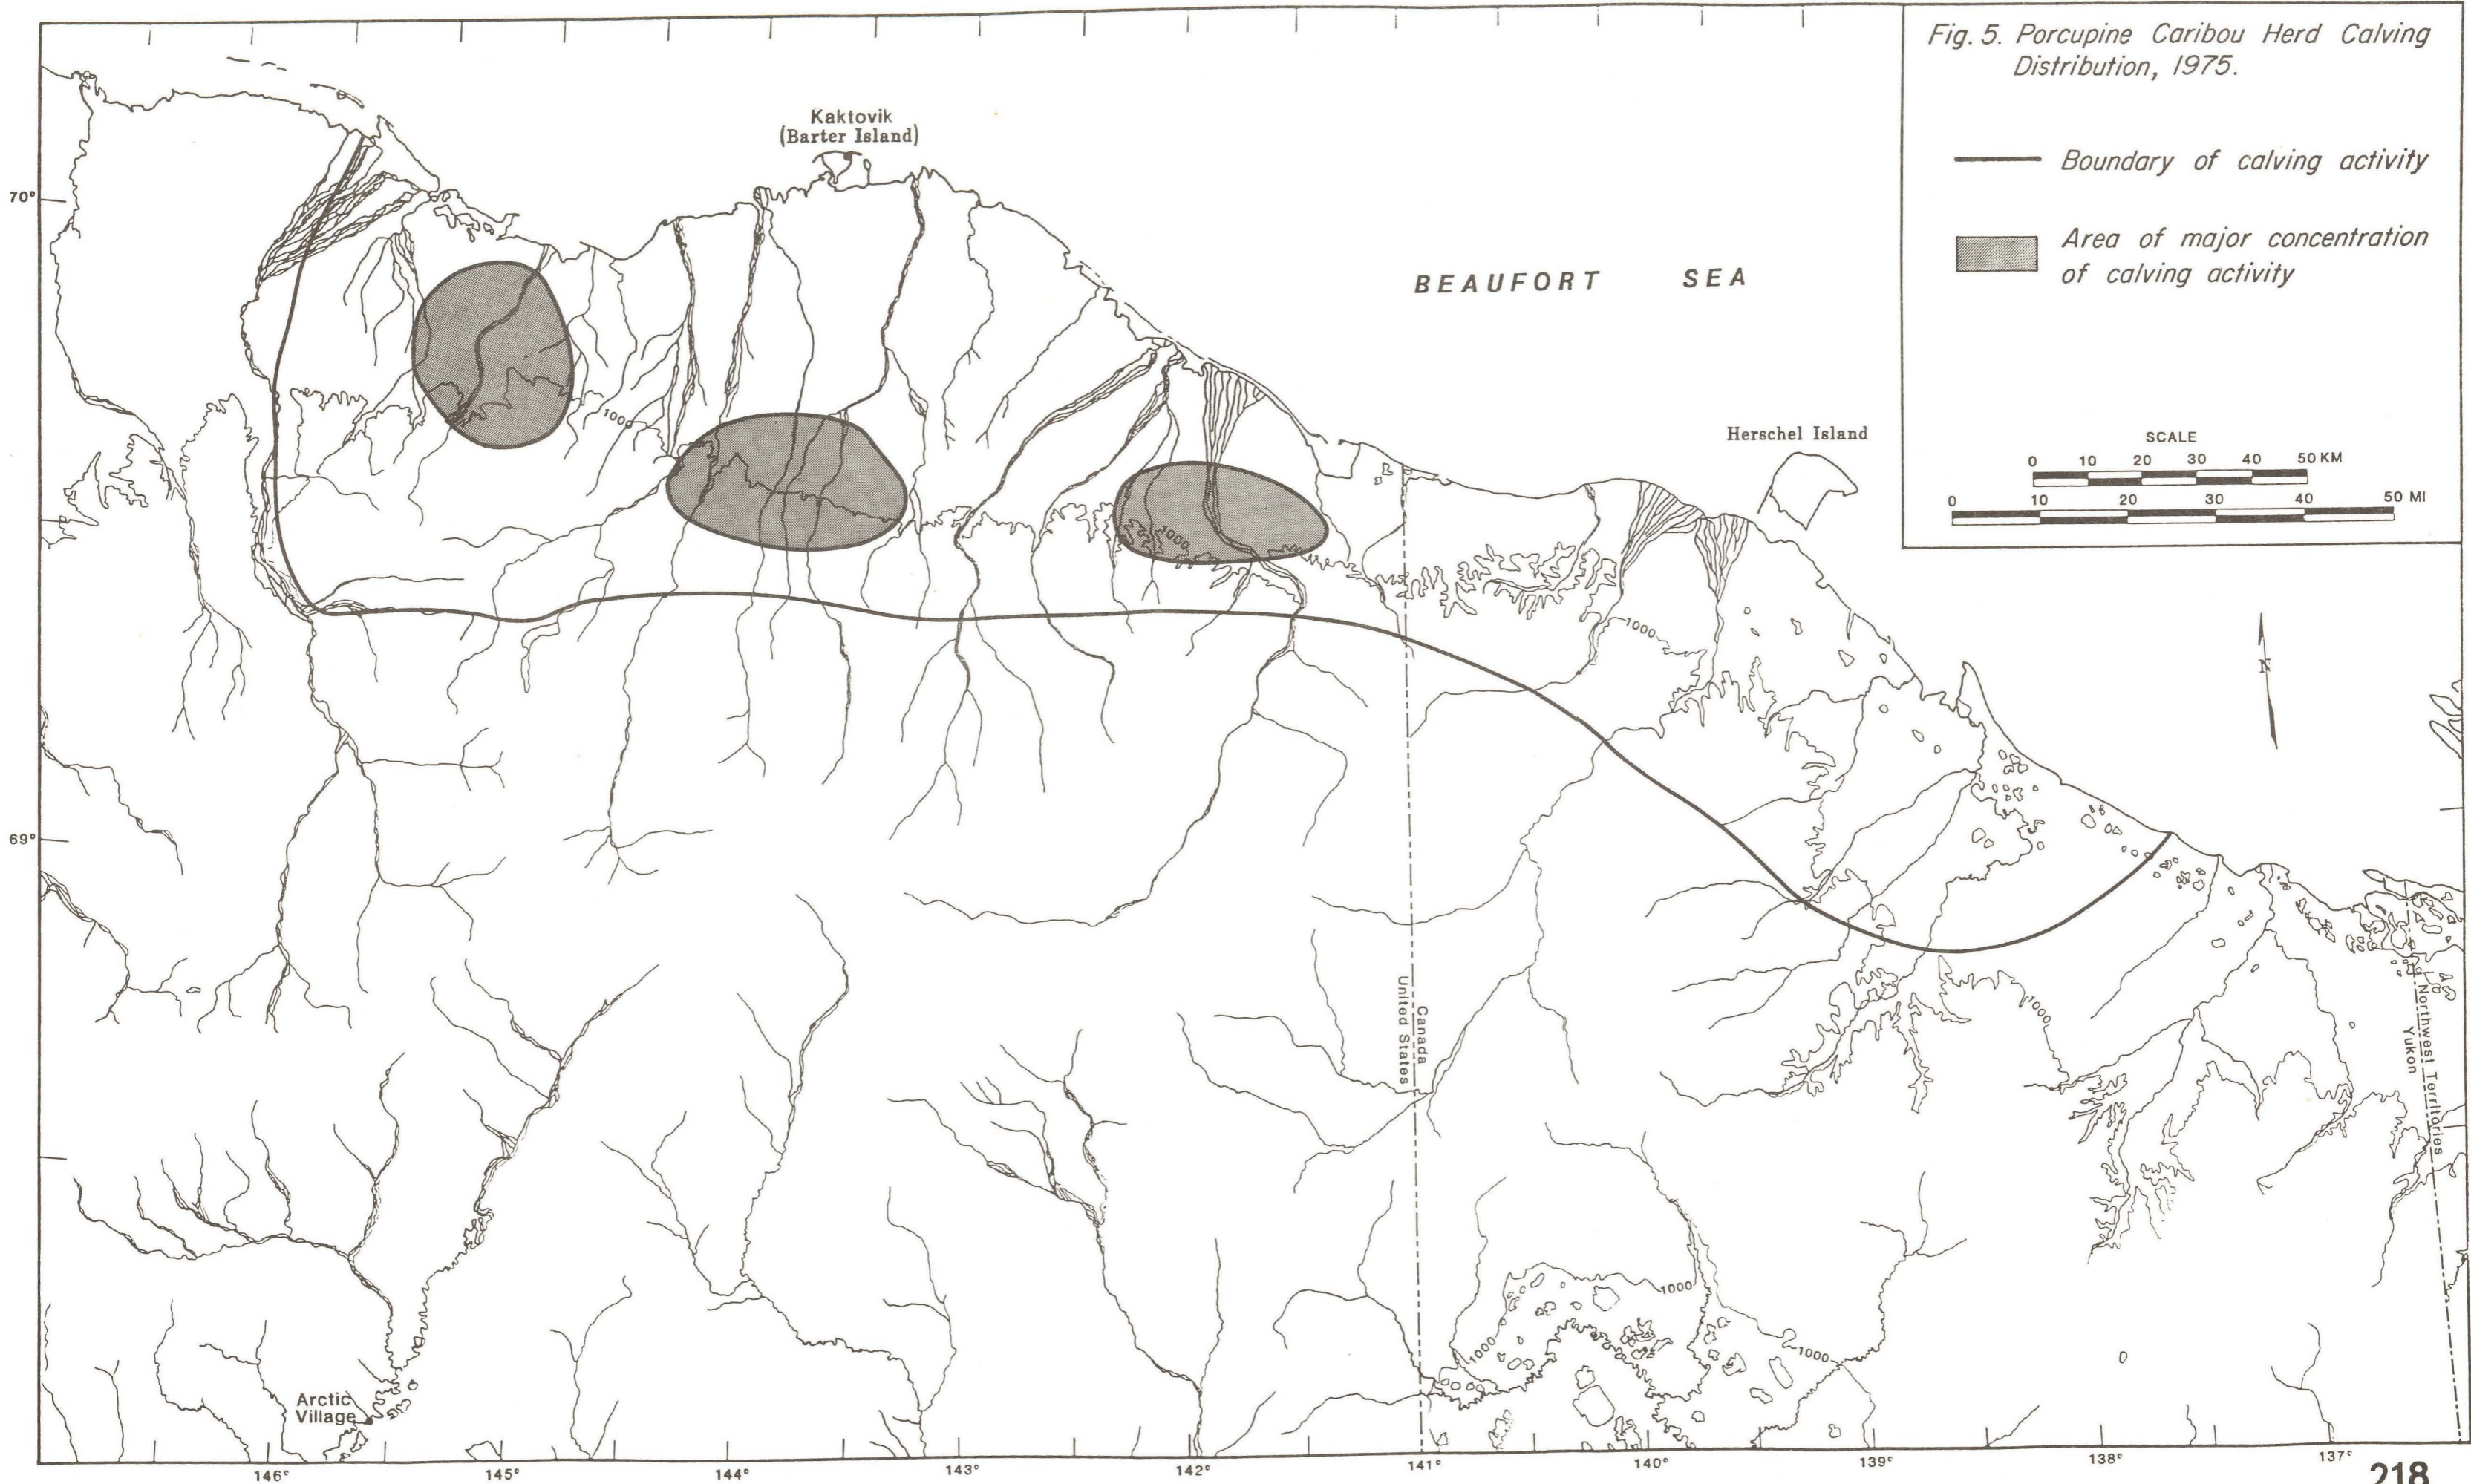 Fig. 5. Porcupine Caribou Herd Calving
Distribution, 1975.
Boundary of calving activity
Area of major concentration
of calving activity
SCALE
0 10 20 30 40 50 KM
0 10 20 30 40 50 MI
Kaktovik
(Barter Island)
70°
BEAUFORT SEA
Herschel Island
1000
1000
1000
N
69°
Canada
United States
1000
Northwest Territories
Yukon
1000
1000
1000
Arctic
Village
146° 145° 144° 143° 142° 141° 140° 139° 138° 137°
218